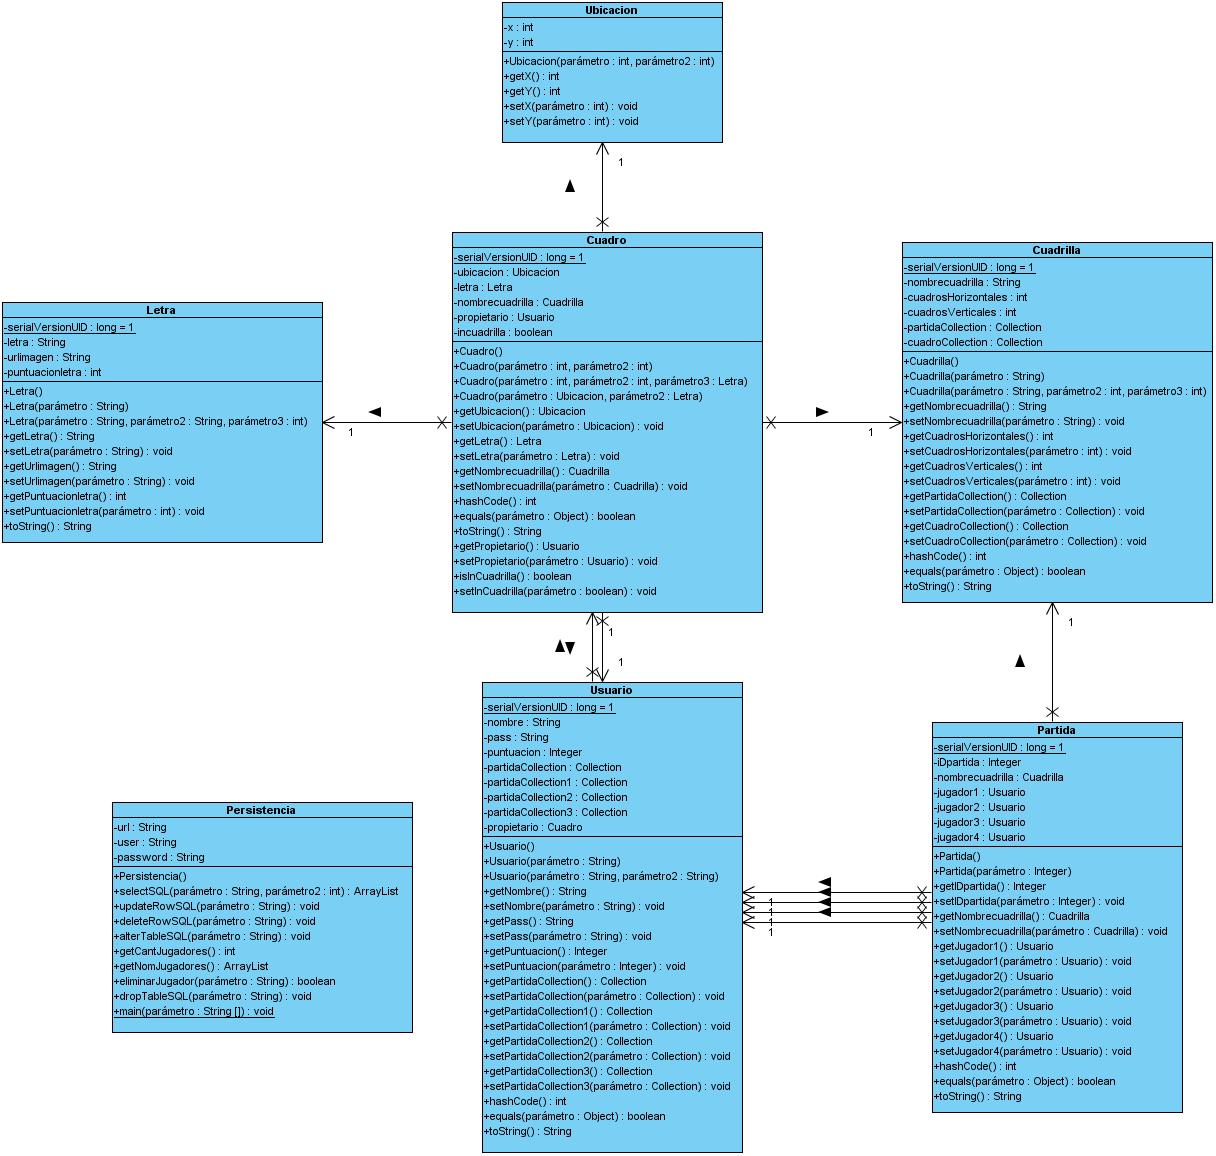 Ubicacion
-x : int
-y : int
+Ubicacion(parámetro : int, parámetro2 : int)
+getX() : int
+getY() : int
+setX(parámetro : int) : void
+setY(parámetro : int) : void
1
Cuadro
-serialVersionUID : long = 1
-ubicacion : Ubicacion
-letra : Letra
-nombrecuadrilla : Cuadrilla
-propietario : Usuario
-incuadrilla : boolean
+Cuadro()
+Cuadro(parámetro : int, parámetro2 : int)
+Cuadro(parámetro : int, parámetro2 : int, parámetro3 : Letra)
+Cuadro(parámetro : Ubicacion, parámetro2 : Letra)
+getUbicacion() : Ubicacion
+setUbicacion(parámetro : Ubicacion) : void
+getLetra() : Letra
+setLetra(parámetro : Letra) : void
+getNombrecuadrilla() : Cuadrilla
+setNombrecuadrilla(parámetro : Cuadrilla) : void
+hashCode() : int
+equals(parámetro : Object) : boolean
+toString() : String
+getPropietario() : Usuario
+setPropietario(parámetro : Usuario) : void
+isInCuadrilla() : boolean
+setInCuadrilla(parámetro : boolean) : void
Cuadrilla
-serialVersionUID : long = 1
-nombrecuadrilla : String
-cuadrosHorizontales : int
-cuadrosVerticales : int
-partidaCollection : Collection
-cuadroCollection : Collection
+Cuadrilla()
+Cuadrilla(parámetro : String)
+Cuadrilla(parámetro : String, parámetro2 : int, parámetro3 : int)
+getNombrecuadrilla() : String
+setNombrecuadrilla(parámetro : String) : void
+getCuadrosHorizontales() : int
+setCuadrosHorizontales(parámetro : int) : void
+getCuadrosVerticales() : int
+setCuadrosVerticales(parámetro : int) : void
+getPartidaCollection() : Collection
+setPartidaCollection(parámetro : Collection) : void
+getCuadroCollection() : Collection
+setCuadroCollection(parámetro : Collection) : void
+hashCode() : int
+equals(parámetro : Object) : boolean
+toString() : String
Letra
-serialVersionUID : long = 1
-letra : String
-urlimagen : String
-puntuacionletra : int
+Letra()
+Letra(parámetro : String)
+Letra(parámetro : String, parámetro2 : String, parámetro3 : int)
+getLetra() : String
+setLetra(parámetro : String) : void
+getUrlimagen() : String
+setUrlimagen(parámetro : String) : void
+getPuntuacionletra() : int
+setPuntuacionletra(parámetro : int) : void
+toString() : String
1
1
1
1
1
Usuario
-serialVersionUID : long = 1
-nombre : String
-pass : String
-puntuacion : Integer
-partidaCollection : Collection
-partidaCollection1 : Collection
-partidaCollection2 : Collection
-partidaCollection3 : Collection
-propietario : Cuadro
+Usuario()
+Usuario(parámetro : String)
+Usuario(parámetro : String, parámetro2 : String)
+getNombre() : String
+setNombre(parámetro : String) : void
+getPass() : String
+setPass(parámetro : String) : void
+getPuntuacion() : Integer
+setPuntuacion(parámetro : Integer) : void
+getPartidaCollection() : Collection
+setPartidaCollection(parámetro : Collection) : void
+getPartidaCollection1() : Collection
+setPartidaCollection1(parámetro : Collection) : void
+getPartidaCollection2() : Collection
+setPartidaCollection2(parámetro : Collection) : void
+getPartidaCollection3() : Collection
+setPartidaCollection3(parámetro : Collection) : void
+hashCode() : int
+equals(parámetro : Object) : boolean
+toString() : String
Partida
-serialVersionUID : long = 1
-iDpartida : Integer
-nombrecuadrilla : Cuadrilla
-jugador1 : Usuario
-jugador2 : Usuario
-jugador3 : Usuario
-jugador4 : Usuario
+Partida()
+Partida(parámetro : Integer)
+getIDpartida() : Integer
+setIDpartida(parámetro : Integer) : void
+getNombrecuadrilla() : Cuadrilla
+setNombrecuadrilla(parámetro : Cuadrilla) : void
+getJugador1() : Usuario
+setJugador1(parámetro : Usuario) : void
+getJugador2() : Usuario
+setJugador2(parámetro : Usuario) : void
+getJugador3() : Usuario
+setJugador3(parámetro : Usuario) : void
+getJugador4() : Usuario
+setJugador4(parámetro : Usuario) : void
+hashCode() : int
+equals(parámetro : Object) : boolean
+toString() : String
1
1
1
1
Persistencia
-url : String
-user : String
-password : String
+Persistencia()
+selectSQL(parámetro : String, parámetro2 : int) : ArrayList
+updateRowSQL(parámetro : String) : void
+deleteRowSQL(parámetro : String) : void
+alterTableSQL(parámetro : String) : void
+getCantJugadores() : int
+getNomJugadores() : ArrayList
+eliminarJugador(parámetro : String) : boolean
+dropTableSQL(parámetro : String) : void
+main(parámetro : String []) : void